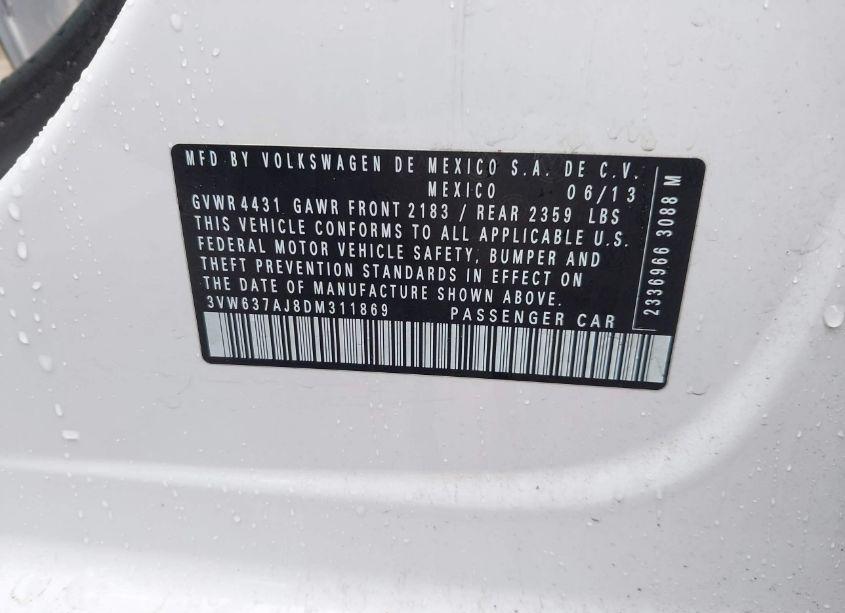 MFD BY VOLKSWAGEN DE MEXICO S.A. DE C.V.
MEXICO 06/13
GVWR 4431 GAWR FRONT 2183 / REAR 2359 LBS
THIS VEHICLE CONFORMS TO ALL APPLICABLE U.S.
FEDERAL MOTOR VEHICLE SAFETY, BUMPER AND
THEFT PREVENTION STANDARDS IN EFFECT ON
THE DATE OF MANUFACTURE SHOWN ABOVE.
3VW637AJ8DM311869 PASSENGER CAR
2336966 3088 M